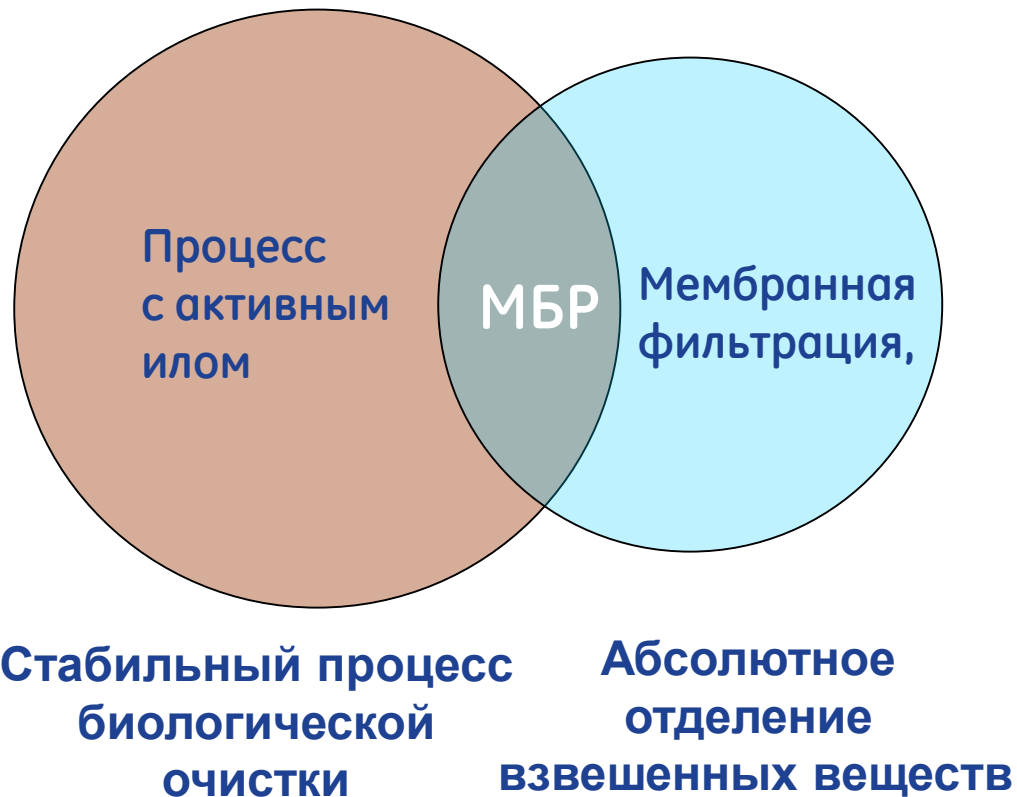 Процесс
с активным
илом
МБР
Мембранная
фильтрация,
Стабильный процесс
биологической
очистки
Абсолютное
отделение
взвешенных веществ